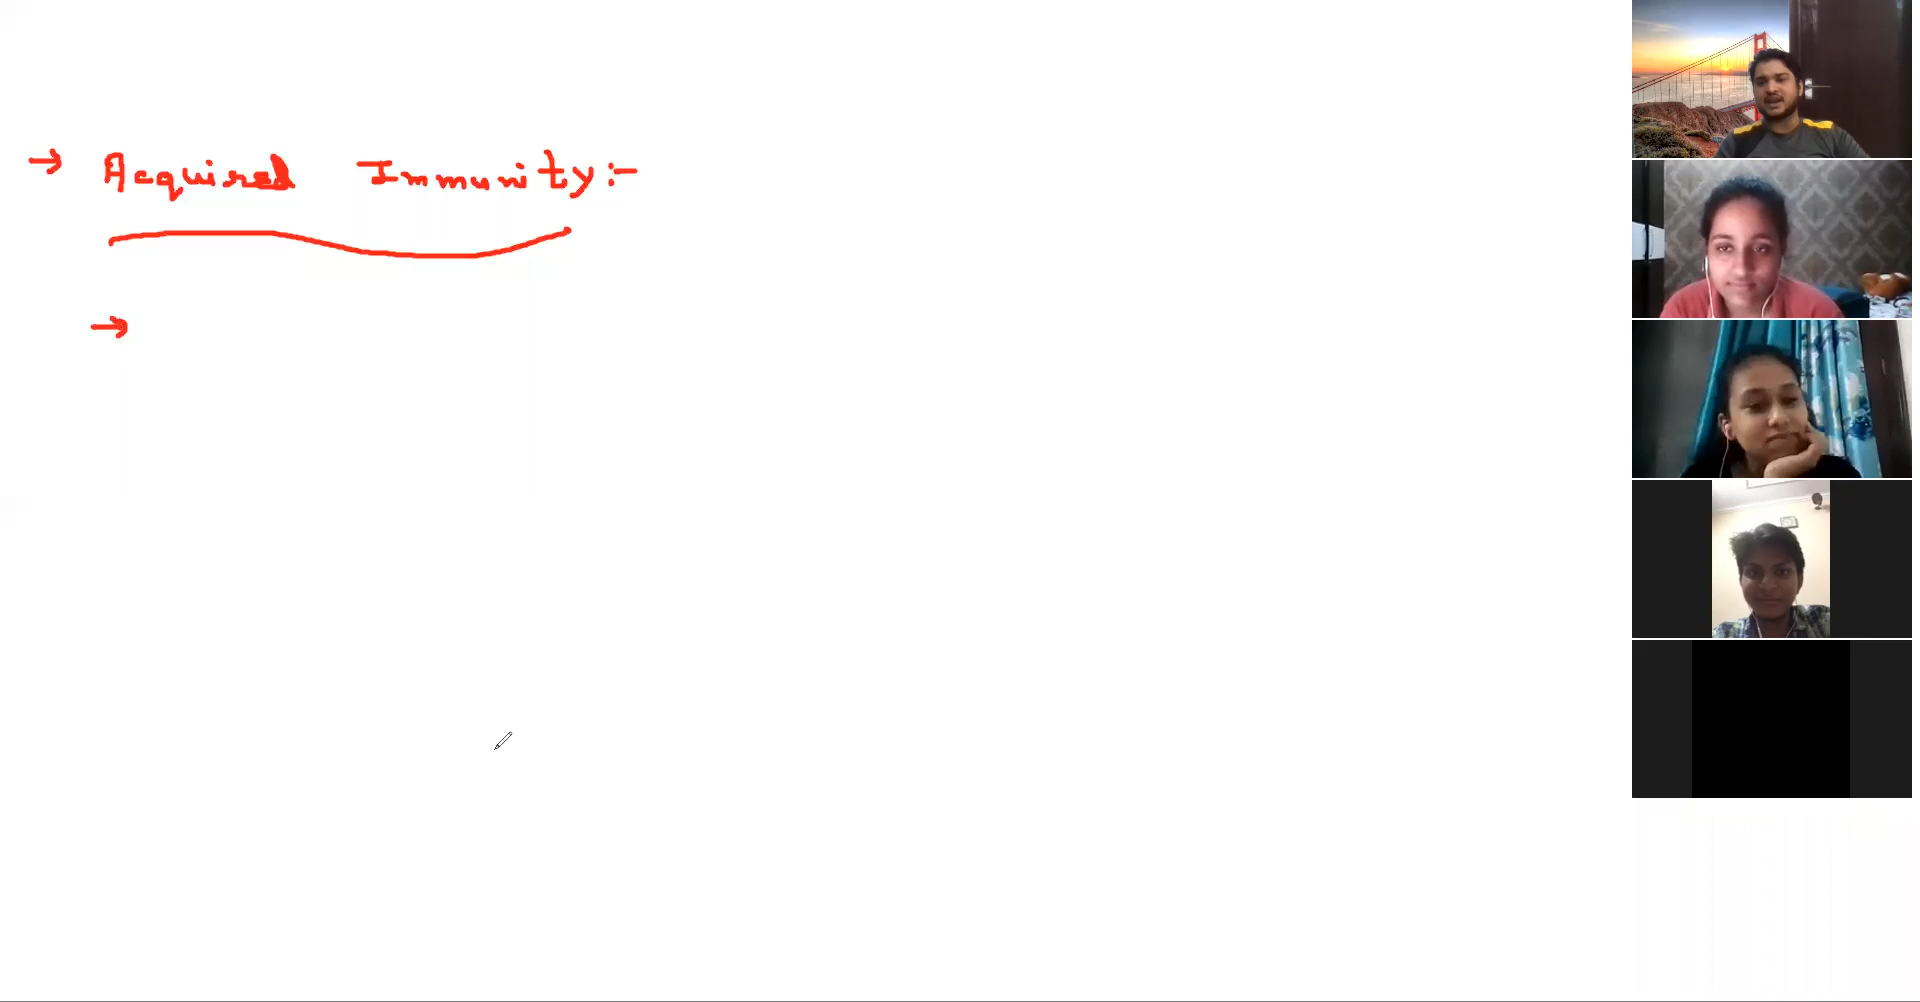 → Acquired Immunity:-
→